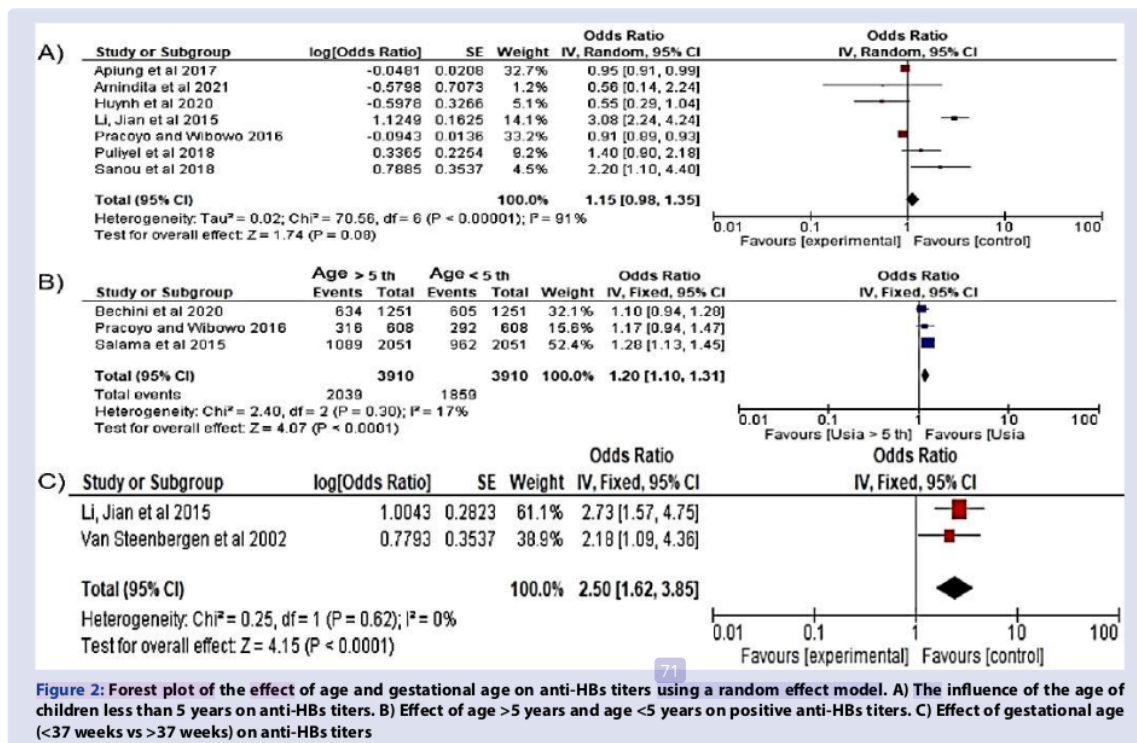 Odds Ratio Odds Ratio
A) Study or Subgroup log[Odds Ratio] SE Weight IV, Random, 95% CI IV, Random, 95% CI
Apiung et al 2017 -0.0481 0.0208 32.7% 0.95 [0.91, 0.99]
Arnindita et al 2021 -0.5798 0.7073 1.2% 0.56 [0.14, 2.24]
Huynh et al 2020 -0.5978 0.3266 5.1% 0.55 [0.29, 1.04]
Li, Jian et al 2015 1.1249 0.1625 14.1% 3.08 [2.24, 4.24]
Pracoyo and Wibowo 2016 -0.0943 0.0136 33.2% 0.91 [0.89, 0.93]
Puliyel et al 2018 0.3365 0.2254 9.2% 1.40 [0.90, 2.18]
Sanou et al 2018 0.7885 0.3537 4.5% 2.20 [1.10, 4.40]
Total (95% CI) 100.0% 1.15 [0.98, 1.35]
Heterogeneity: Tau² = 0.02; Chi² = 70.56, df = 6 (P < 0.00001); I² = 91%
Test for overall effect: Z = 1.74 (P = 0.08)
0.01 0.1 1 10 100
Favours [experimental] Favours [control]
B) Age > 5 th Age < 5 th Odds Ratio Odds Ratio
Study or Subgroup Events Total Events Total Weight IV, Fixed, 95% CI IV, Fixed, 95% CI
Bechini et al 2020 634 1251 605 1251 32.1% 1.10 [0.94, 1.28]
Pracoyo and Wibowo 2016 316 608 292 608 15.6% 1.17 [0.94, 1.47]
Salama et al 2015 1089 2051 962 2051 52.4% 1.28 [1.13, 1.45]
Total (95% CI) 3910 3910 100.0% 1.20 [1.10, 1.31]
Total events 2039 1859
Heterogeneity: Chi² = 2.40, df = 2 (P = 0.30); I² = 17%
Test for overall effect: Z = 4.07 (P < 0.0001)
0.01 0.1 1 10 100
Favours [Usia > 5 th] Favours [Usia
Odds Ratio Odds Ratio
C) Study or Subgroup log[Odds Ratio] SE Weight IV, Fixed, 95% CI IV, Fixed, 95% CI
Li, Jian et al 2015 1.0043 0.2823 61.1% 2.73 [1.57, 4.75]
Van Steenbergen et al 2002 0.7793 0.3537 38.9% 2.18 [1.09, 4.36]
Total (95% CI) 100.0% 2.50 [1.62, 3.85]
Heterogeneity: Chi² = 0.25, df = 1 (P = 0.62); I² = 0%
Test for overall effect: Z = 4.15 (P < 0.0001)
0.01 0.1 1 10 100
Favours [experimental] Favours [control]
71
Figure 2: Forest plot of the effect of age and gestational age on anti-HBs titers using a random effect model. A) The influence of the age of
children less than 5 years on anti-HBs titers. B) Effect of age >5 years and age <5 years on positive anti-HBs titers. C) Effect of gestational age
(<37 weeks vs >37 weeks) on anti-HBs titers